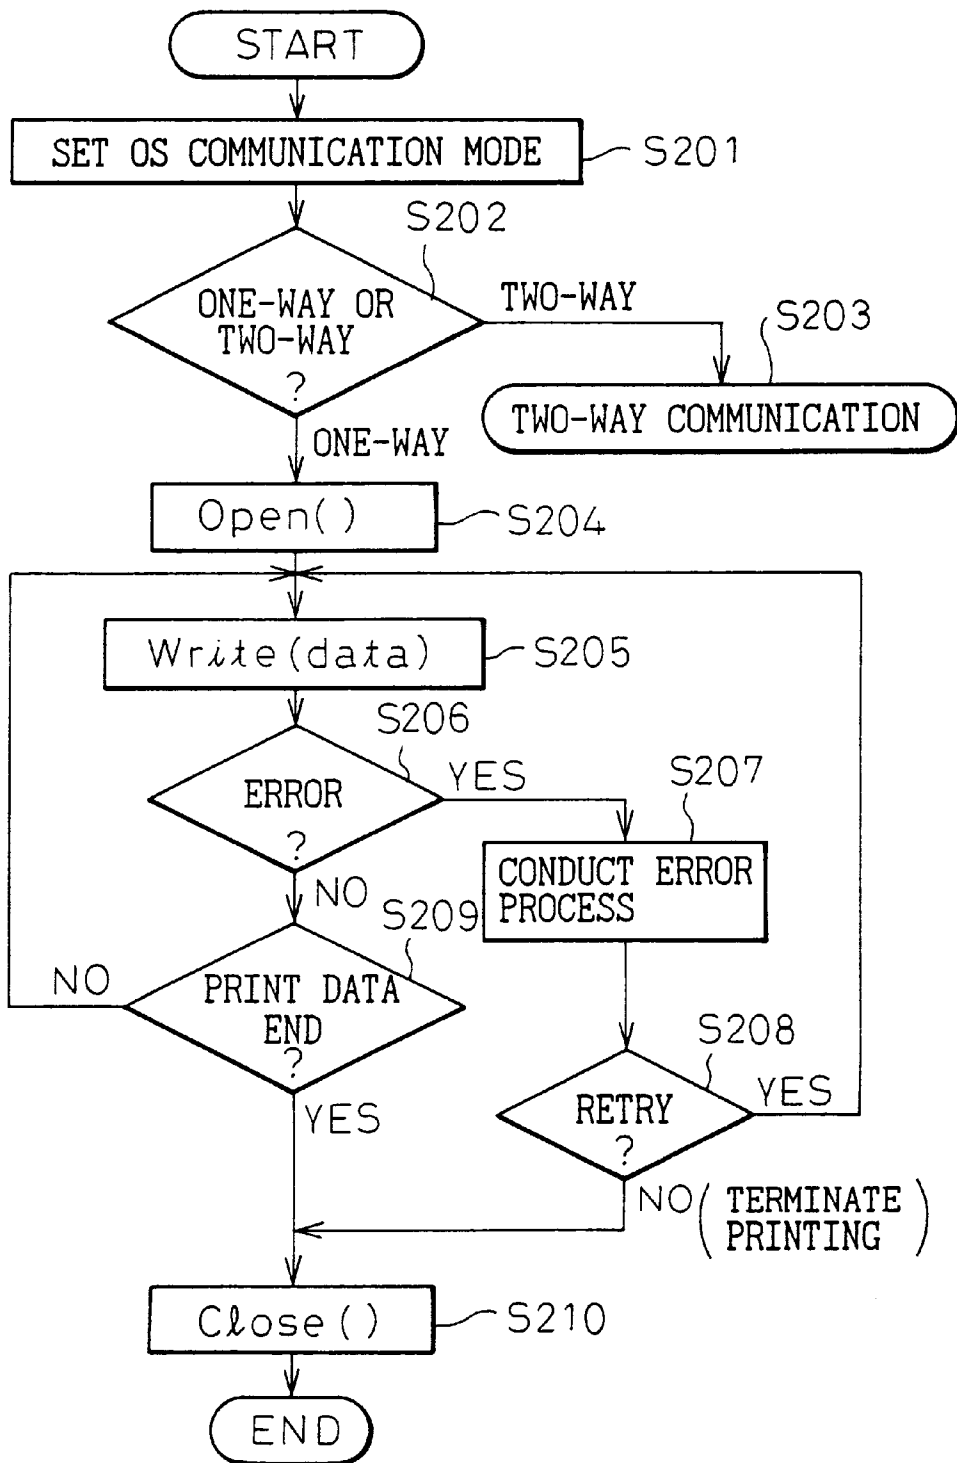 START
SET OS COMMUNICATION MODE
S201
S202
ONE-WAY OR
TWO-WAY
?
TWO-WAY
S203
TWO-WAY COMMUNICATION
ONE-WAY
Open()
S204
Write(data)
S205
S206
ERROR
?
YES
S207
CONDUCT ERROR
PROCESS
NO
S209
PRINT DATA
END
?
NO
S208
RETRY
?
YES
YES
NO (TERMINATE
PRINTING)
Close()
S210
END